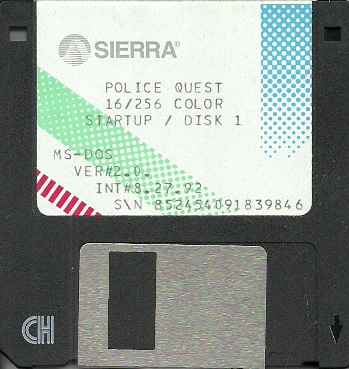 SIERRA®
POLICE QUEST
16/256 COLOR
STARTUP / DISK 1
MS-DOS
VER#2.0.
INT#8.27.92
S\N 852454091839846
CH